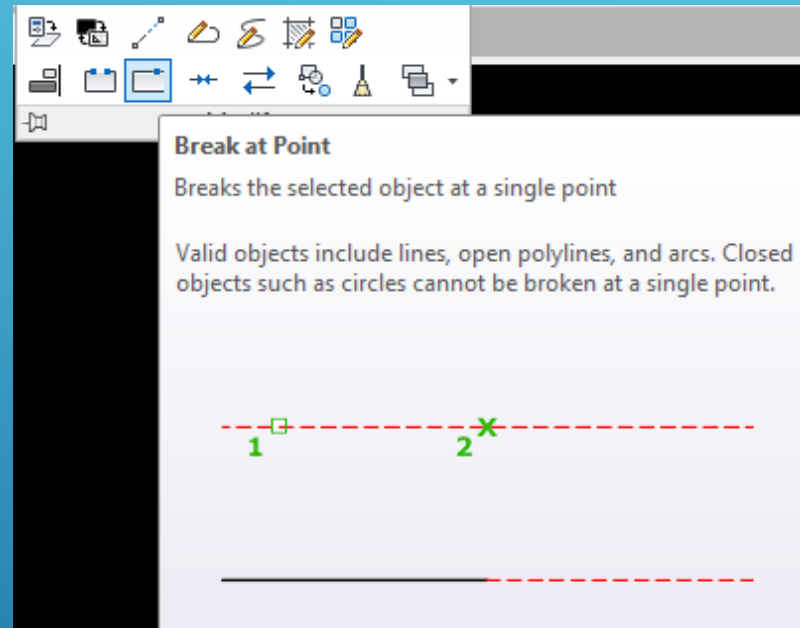 Break at Point
Breaks the selected object at a single point
Valid objects include lines, open polylines, and arcs. Closed
objects such as circles cannot be broken at a single point.
1
2